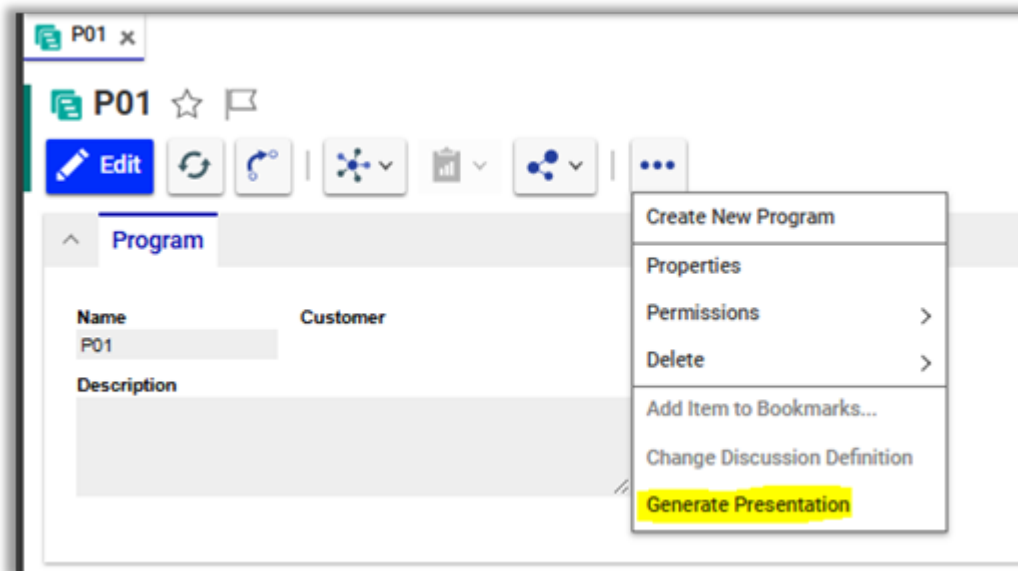 P01 x
P01
Edit
Create New Program
Program
Properties
Name Customer
Permissions
P01
Delete
Description
Add Item to Bookmarks...
Change Discussion Definition
Generate Presentation